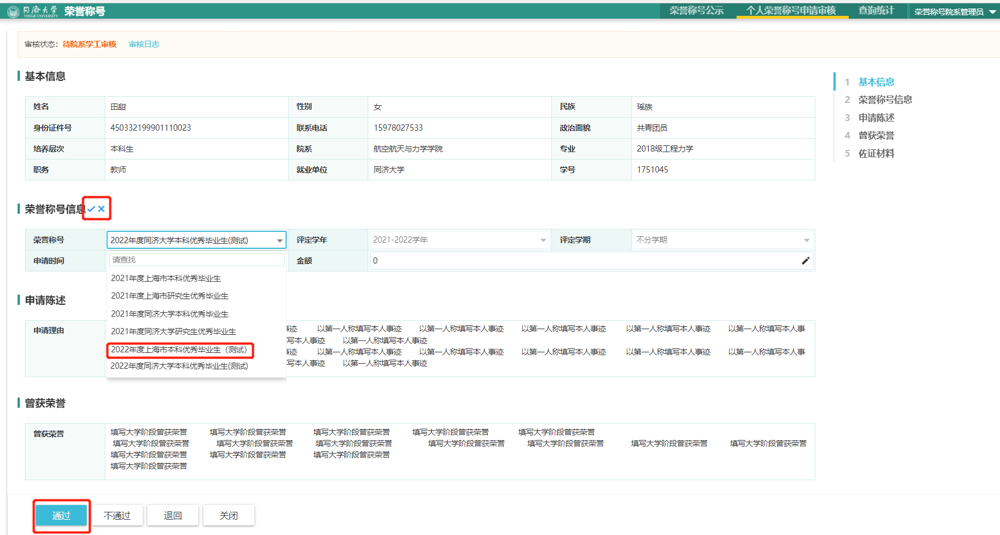 同济大学 荣誉称号 荣誉称号公示 个人荣誉称号申请审核 查询统计 荣誉称号院系管理员
TONGJI UNIVERSITY
审核状态: 待院系学工审核 审核日志
基本信息
姓名 田甜 性别 女 民族 瑶族
身份证件号 450332199901110023 联系电话 15978027533 政治面貌 共青团员
培养层次 本科生 院系 航空航天与力学学院 专业 2018级工程力学
职务 教师 就业单位 同济大学 学号 1751045
1 基本信息
2 荣誉称号信息
3 申请陈述
4 曾获荣誉
5 佐证材料
荣誉称号信息
荣誉称号 2022年度同济大学本科优秀毕业生(测试) 评定学年 2021-2022学年 评定学期 不分学期
申请时间 请查找 金额 0
2021年度上海市本科优秀毕业生
2021年度上海市研究生优秀毕业生
2021年度同济大学本科优秀毕业生
2021年度同济大学研究生优秀毕业生
2022年度上海市本科优秀毕业生（测试）
2022年度同济大学本科优秀毕业生(测试)
申请陈述
申请理由
事迹 以第一人称填写本人事迹 以第一人称填写本人事迹 以第一人称填写本人事迹 以第一人称填写本人事迹 以第一人称填写本人事
写本人事迹 以第一人称填写本人事迹
事迹 以第一人称填写本人事迹 以第一人称填写本人事迹 以第一人称填写本人事迹 以第一人称填写本人事迹 以第一人称填写本人事
写本人事迹 以第一人称填写本人事迹
曾获荣誉
曾获荣誉 填写大学阶段曾获荣誉 填写大学阶段曾获荣誉 填写大学阶段曾获荣誉 填写大学阶段曾获荣誉 填写大学阶段曾获荣誉
填写大学阶段曾获荣誉 填写大学阶段曾获荣誉 填写大学阶段曾获荣誉 填写大学阶段曾获荣誉 填写大学阶段曾获荣誉 填写大学阶段曾获荣誉 填写大学阶段曾获荣誉
填写大学阶段曾获荣誉 填写大学阶段曾获荣誉 填写大学阶段曾获荣誉
填写大学阶段曾获荣誉
通过 不通过 退回 关闭